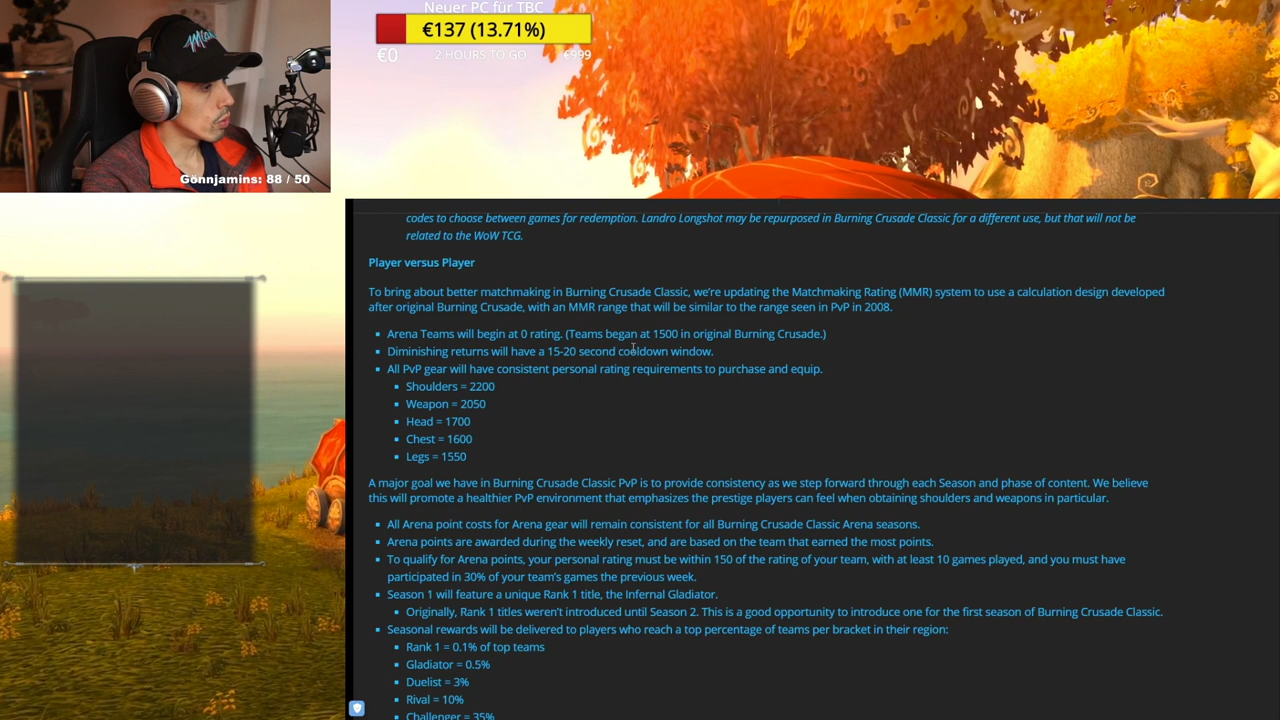 Neuer PC für TBC
€137 (13.71%)
€0 2 HOURS TO GO €999
Gönnjamins: 88 / 50
codes to choose between games for redemption. Landro Longshot may be repurposed in Burning Crusade Classic for a different use, but that will not be
related to the WoW TCG.
Player versus Player
To bring about better matchmaking in Burning Crusade Classic, we're updating the Matchmaking Rating (MMR) system to use a calculation design developed
after original Burning Crusade, with an MMR range that will be similar to the range seen in PvP in 2008.
▪ Arena Teams will begin at 0 rating. (Teams began at 1500 in original Burning Crusade.)
▪ Diminishing returns will have a 15-20 second cooldown window.
▪ All PvP gear will have consistent personal rating requirements to purchase and equip.
▪ Shoulders = 2200
▪ Weapon = 2050
▪ Head = 1700
▪ Chest = 1600
▪ Legs = 1550
A major goal we have in Burning Crusade Classic PvP is to provide consistency as we step forward through each Season and phase of content. We believe
this will promote a healthier PvP environment that emphasizes the prestige players can feel when obtaining shoulders and weapons in particular.
▪ All Arena point costs for Arena gear will remain consistent for all Burning Crusade Classic Arena seasons.
▪ Arena points are awarded during the weekly reset, and are based on the team that earned the most points.
▪ To qualify for Arena points, your personal rating must be within 150 of the rating of your team, with at least 10 games played, and you must have
participated in 30% of your team's games the previous week.
▪ Season 1 will feature a unique Rank 1 title, the Infernal Gladiator.
▪ Originally, Rank 1 titles weren't introduced until Season 2. This is a good opportunity to introduce one for the first season of Burning Crusade Classic.
▪ Seasonal rewards will be delivered to players who reach a top percentage of teams per bracket in their region:
▪ Rank 1 = 0.1% of top teams
▪ Gladiator = 0.5%
▪ Duelist = 3%
▪ Rival = 10%
▪ Challenger = 35%